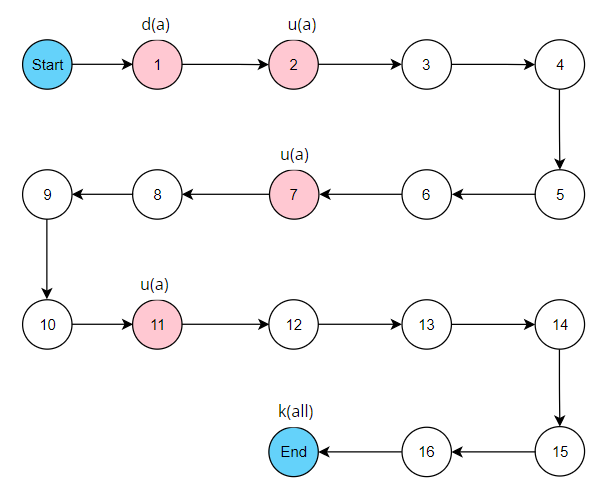 d(a) u(a)
Start 1 2 3 4
u(a)
9 8 7 6 5
u(a)
10 11 12 13 14
k(all)
End 16 15